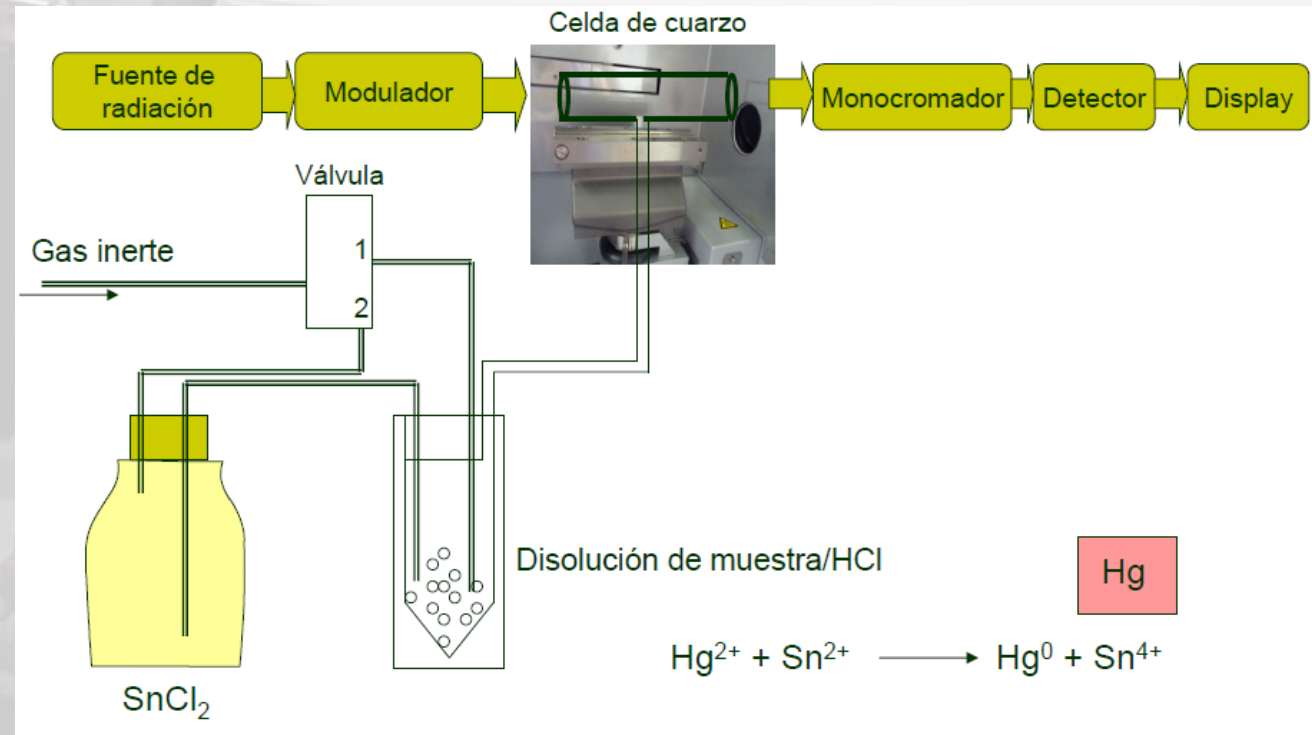 Celda de cuarzo
Fuente de
radiación
Modulador
Monocromador
Detector
Display
Válvula
Gas inerte
1
2
Disolución de muestra/HCl
Hg
Hg²⁺ + Sn²⁺ ⟶ Hg⁰ + Sn⁴⁺
SnCl₂